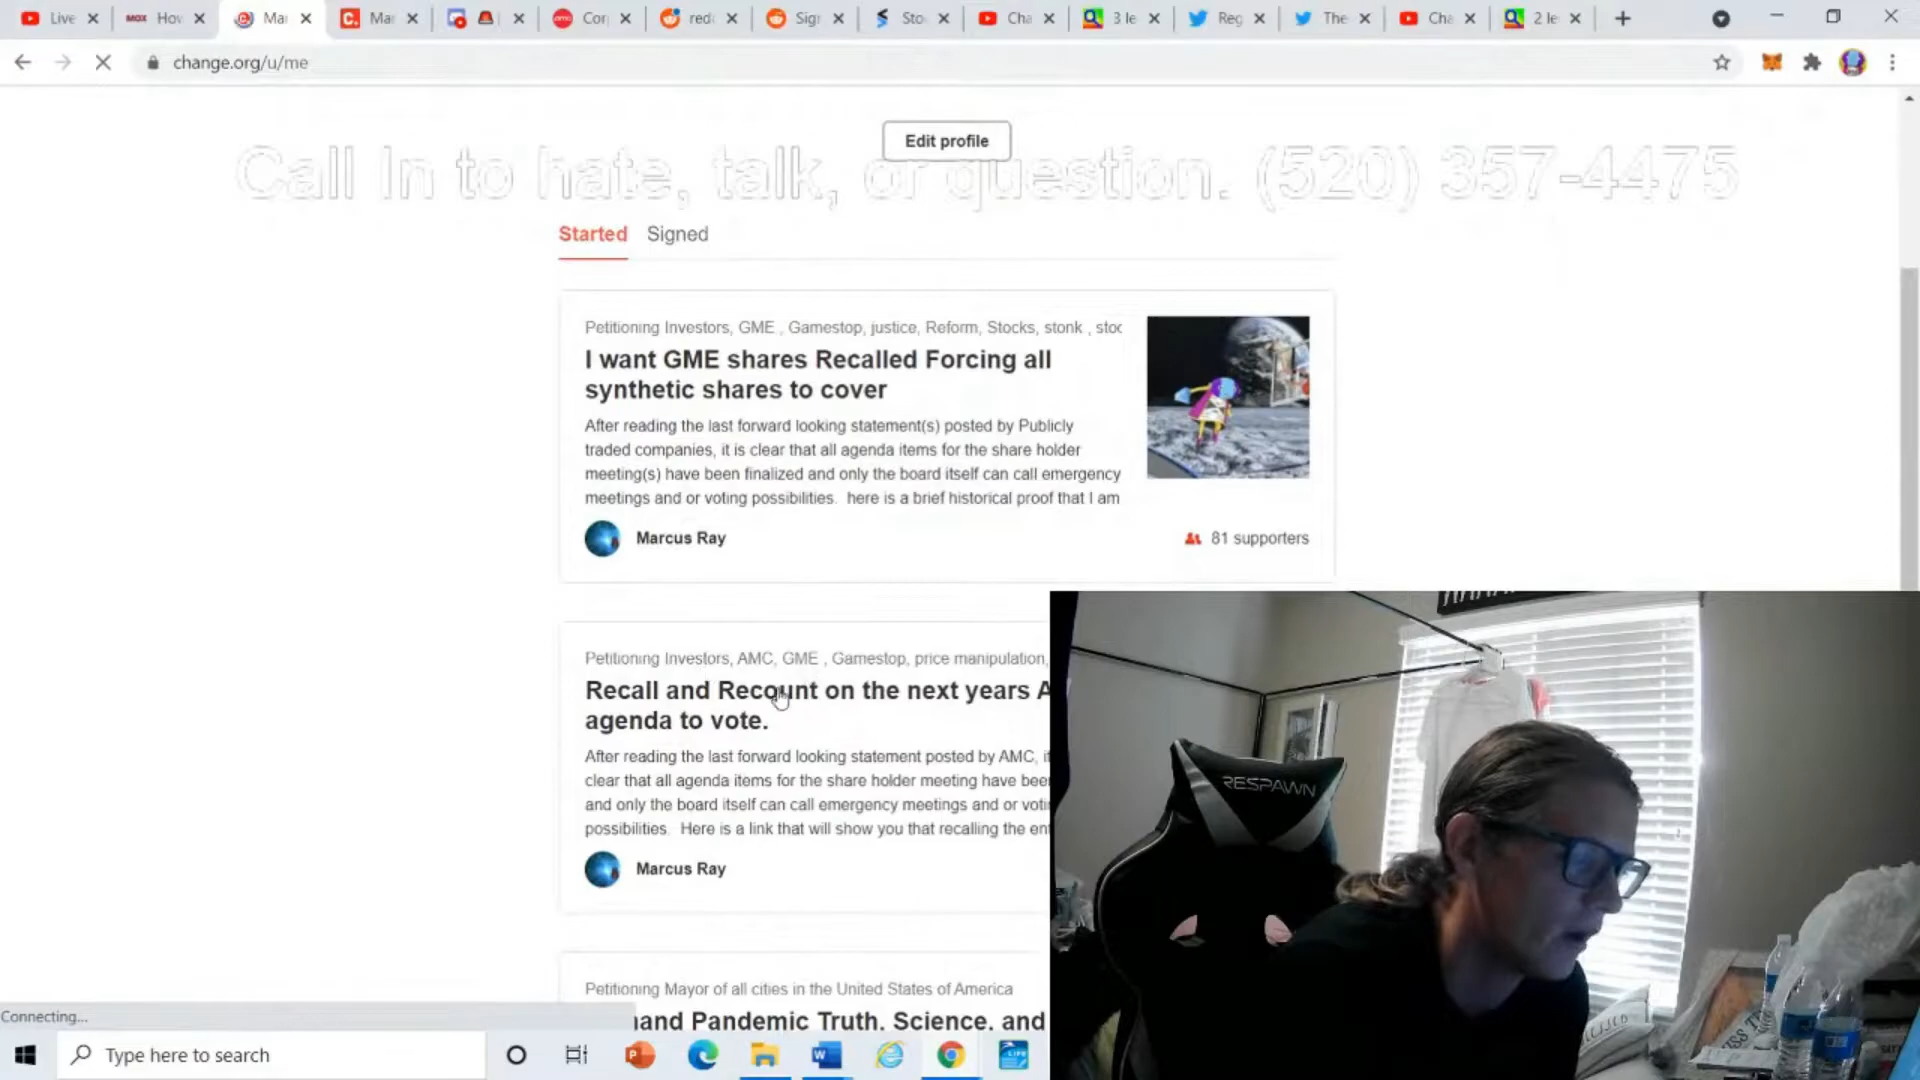 Live
MOX How
Mar
Mar
Cor
red
Sigr
Sto
Cha
3 le
Reg
The
Cha
2 le
change.org/u/me
Edit profile
Call In to hate, talk, or question. (520) 357-4475
Started Signed
Petitioning Investors, GME , Gamestop, justice, Reform, Stocks, stonk , stoc
I want GME shares Recalled Forcing all
synthetic shares to cover
After reading the last forward looking statement(s) posted by Publicly
traded companies, it is clear that all agenda items for the share holder
meeting(s) have been finalized and only the board itself can call emergency
meetings and or voting possibilities. here is a brief historical proof that I am
Marcus Ray
81 supporters
Petitioning Investors, AMC, GME , Gamestop, price manipulation,
Recall and Recount on the next years A
agenda to vote.
After reading the last forward looking statement posted by AMC, it
clear that all agenda items for the share holder meeting have bee
and only the board itself can call emergency meetings and or voti
possibilities. Here is a link that will show you that recalling the en
Marcus Ray
RESPAWN
Petitioning Mayor of all cities in the United States of America
hand Pandemic Truth, Science, and
Connecting...
Type here to search